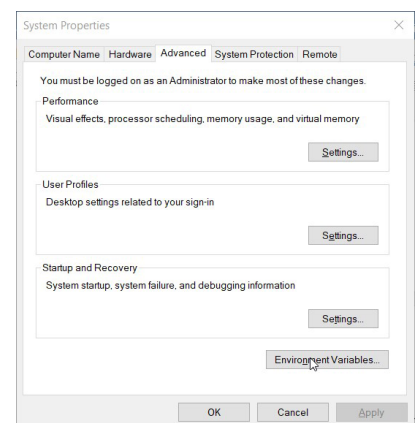 System Properties
Computer Name Hardware Advanced System Protection Remote
You must be logged on as an Administrator to make most of these changes.
Performance
Visual effects, processor scheduling, memory usage, and virtual memory
Settings...
User Profiles
Desktop settings related to your sign-in
Settings...
Startup and Recovery
System startup, system failure, and debugging information
Settings...
Environment Variables...
OK Cancel Apply